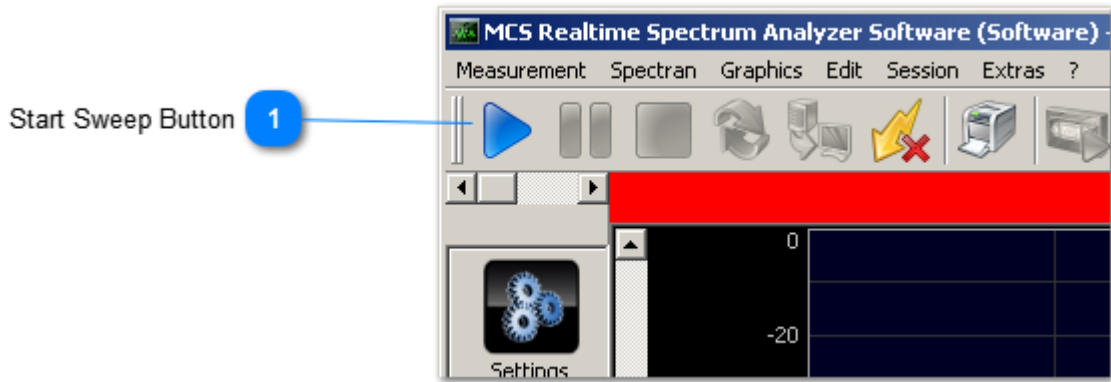 MCS Realtime Spectrum Analyzer Software (Software) -
Measurement Spectran Graphics Edit Session Extras ?
Start Sweep Button 1
0
-20
Settings